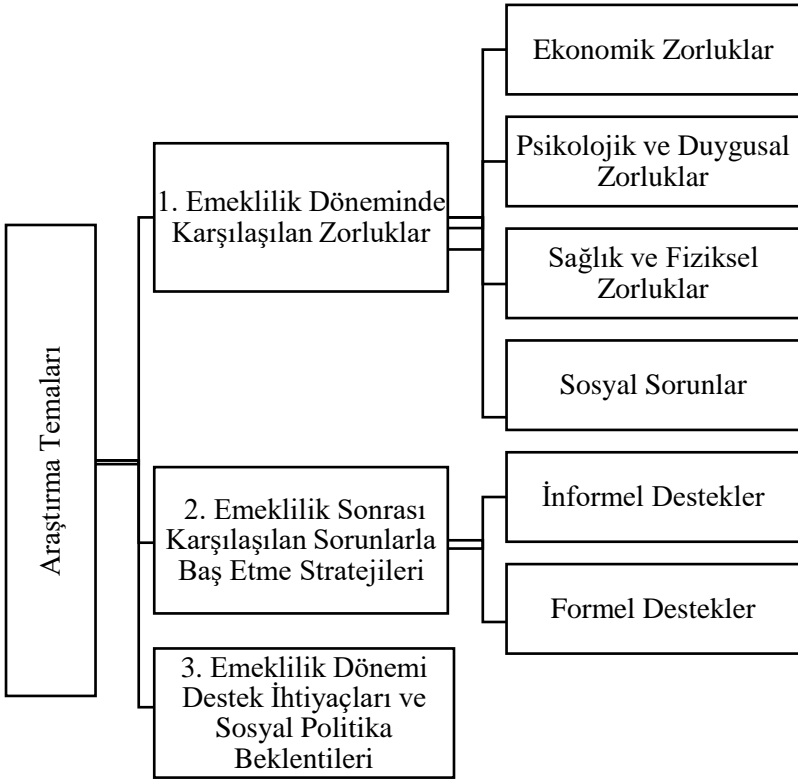 Araştırma Temaları
1. Emeklilik Döneminde
Karşılaşılan Zorluklar
Ekonomik Zorluklar
Psikolojik ve Duygusal
Zorluklar
Sağlık ve Fiziksel
Zorluklar
Sosyal Sorunlar
2. Emeklilik Sonrası
Karşılaşılan Sorunlarla
Baş Etme Stratejileri
İnformel Destekler
Formel Destekler
3. Emeklilik Dönemi
Destek İhtiyaçları ve
Sosyal Politika
Beklentileri